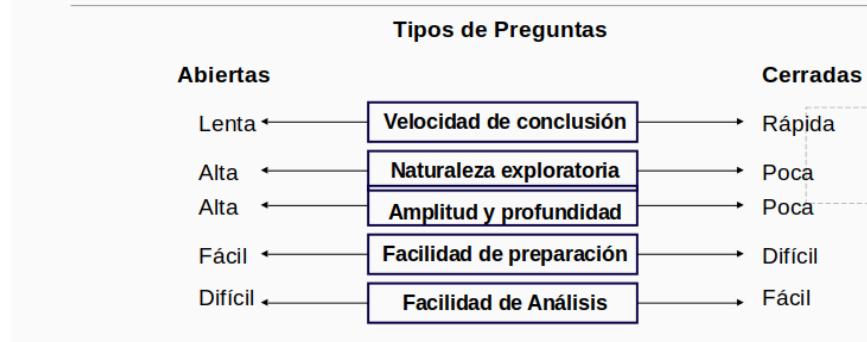 Tipos de Preguntas
Abiertas Cerradas
Lenta Velocidad de conclusión Rápida
Alta Naturaleza exploratoria Poca
Alta Amplitud y profundidad Poca
Fácil Facilidad de preparación Difícil
Difícil Facilidad de Análisis Fácil